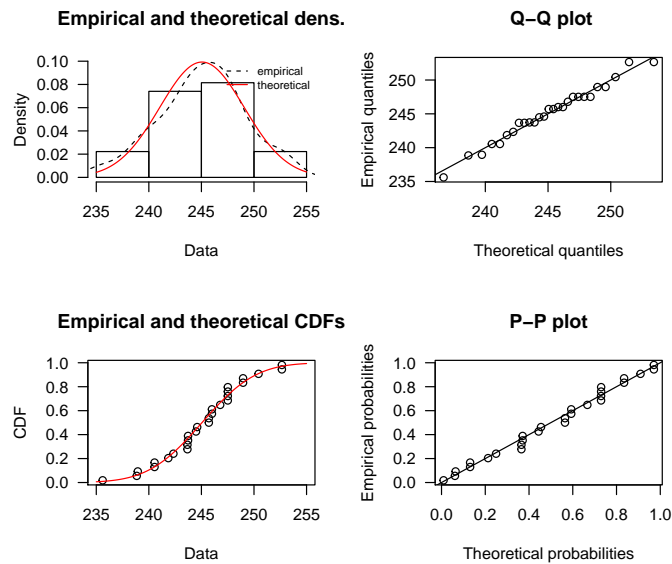 Empirical and theoretical dens.
Density
0.10
0.08
0.06
0.04
0.02
0.00
empirical
theoretical
235 240 245 250 255
Data
Q−Q plot
Empirical quantiles
250
245
240
235
240 245 250
Theoretical quantiles
Empirical and theoretical CDFs
CDF
1.0
0.8
0.6
0.4
0.2
0.0
235 240 245 250 255
Data
P−P plot
Empirical probabilities
1.0
0.8
0.6
0.4
0.2
0.0
0.0 0.2 0.4 0.6 0.8 1.0
Theoretical probabilities